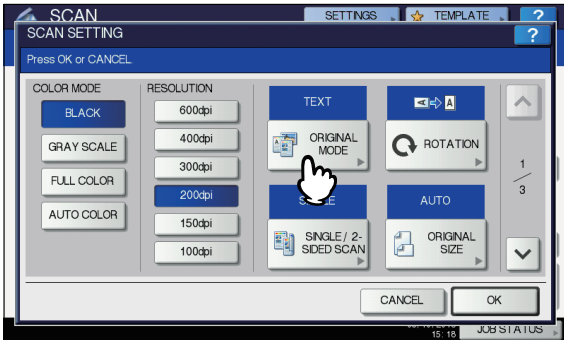 SCAN
SETTINGS
TEMPLATE
?
SCAN SETTING
?
Press OK or CANCEL
COLOR MODE
BLACK
GRAY SCALE
FULL COLOR
AUTO COLOR
RESOLUTION
600dpi
400dpi
300dpi
200dpi
150dpi
100dpi
TEXT
ORIGINAL
MODE
A
ROTATION
SINGLE / 2-
SIDED SCAN
AUTO
ORIGINAL
SIZE
1
3
CANCEL
OK
15: 18
JOB STATUS